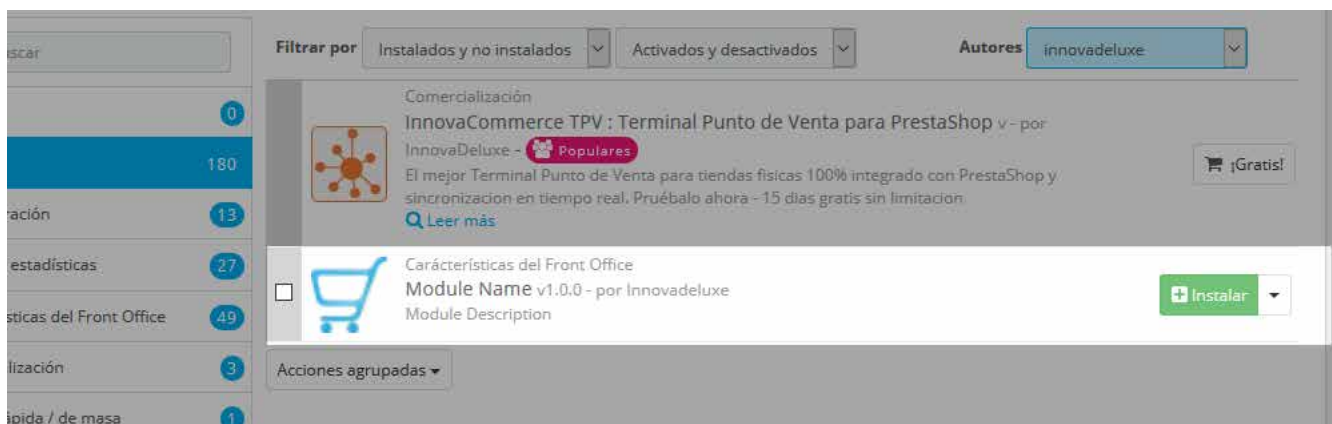 Filtrar por Instalados y no instalados Activados y desactivados Autores innovadeluxe
0
180
ración 13
estadísticas 27
sticas del Front Office 49
lización 3
ápida / de masa 1
Comercialización
InnovaCommerce TPV : Terminal Punto de Venta para PrestaShop v - por
InnovaDeluxe - Populares
El mejor Terminal Punto de Venta para tiendas fisicas 100% integrado con PrestaShop y
sincronizacion en tiempo real. Pruébalo ahora - 15 dias gratis sin limitacion
Leer más
¡Gratis!
Carácterísticas del Front Office
Module Name v1.0.0 - por Innovadeluxe
Module Description
Instalar
Acciones agrupadas